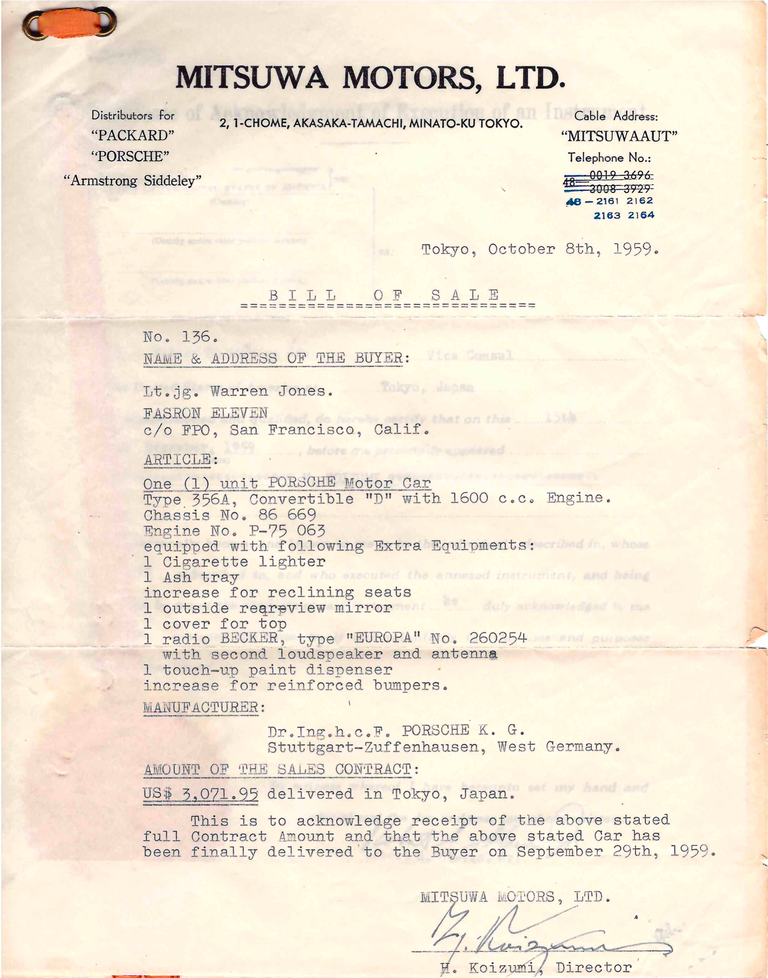 MITSUWA MOTORS, LTD.
Distributors for
"PACKARD"
"PORSCHE"
"Armstrong Siddeley"
2, 1-CHOME, AKASAKA-TAMACHI, MINATO-KU TOKYO.
Cable Address:
"MITSUWAAUT"
Telephone No.:
48 0019 3696
3008 3929
48 - 2161 2162
2163 2164
Tokyo, October 8th, 1959.
BILL OF SALE
No. 136.
NAME & ADDRESS OF THE BUYER:
Vice Consul
Lt.jg. Warren Jones.
Tokyo, Japan
FASRON ELEVEN
c/o FPO, San Francisco, Calif.
ARTICLE:
One (1) unit PORSCHE Motor Car
Type 356A, Convertible "D" with 1600 c.c. Engine.
Chassis No. 86 669
Engine No. P-75 063
equipped with following Extra Equipments:
1 Cigarette lighter
1 Ash tray
increase for reclining seats
1 outside rearview mirror
1 cover for top
1 radio BECKER, type "EUROPA" No. 260254
with second loudspeaker and antenna
1 touch-up paint dispenser
increase for reinforced bumpers.
MANUFACTURER:
Dr.Ing.h.c.F. PORSCHE K. G.
Stuttgart-Zuffenhausen, West Germany.
AMOUNT OF THE SALES CONTRACT:
US$ 3,071.95 delivered in Tokyo, Japan.
This is to acknowledge receipt of the above stated
full Contract Amount and that the above stated Car has
been finally delivered to the Buyer on September 29th, 1959.
MITSUWA MOTORS, LTD.
H. Koizumi
H. Koizumi, Director